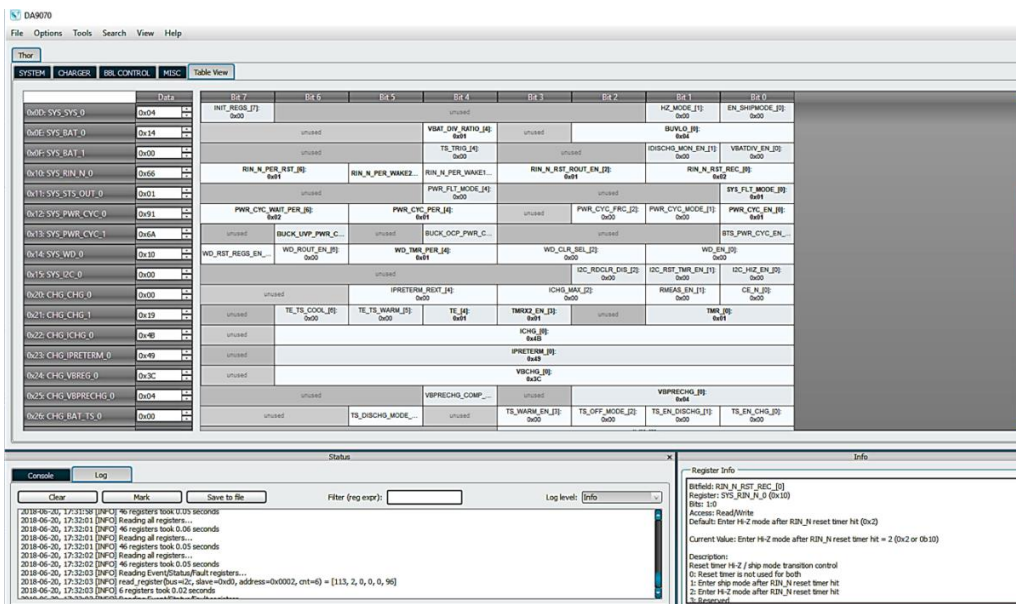 DA9070
File Options Tools Search View Help
Thor
SYSTEM CHARGER BBL CONTROL MISC Table View
Data Bit 7 Bit 6 Bit 5 Bit 4 Bit 3 Bit 2 Bit 1 Bit 0
0x0D: SYS_SYS_0 0x04 INIT_REGS_[7]: 0x00 unused HZ_MODE_[1]: 0x00 EN_SHIPMODE_[0]: 0x00
0x0E: SYS_BAT_0 0x14 unused VBAT_DIV_RATIO_[4]: 0x01 unused BUVLO_[0]: 0x04
0x0F: SYS_BAT_1 0x00 unused TS_TRIG_[4]: 0x00 unused IDISCHG_MON_EN_[1]: 0x00 VBATDIV_EN_[0]: 0x00
0x10: SYS_RIN_N_0 0x66 RIN_N_PER_RST_[6]: 0x01 RIN_N_PER_WAKE2... RIN_N_PER_WAKE1... RIN_N_RST_ROUT_EN_[2]: 0x01 RIN_N_RST_REC_[0]: 0x02
0x11: SYS_STS_OUT_0 0x01 unused PWR_FLT_MODE_[4]: 0x00 unused SYS_FLT_MODE_[0]: 0x01
0x12: SYS_PWR_CYC_0 0x91 PWR_CYC_WAIT_PER_[6]: 0x02 PWR_CYC_PER_[4]: 0x01 unused PWR_CYC_FRC_[2]: 0x00 PWR_CYC_MODE_[1]: 0x00 PWR_CYC_EN_[0]: 0x01
0x13: SYS_PWR_CYC_1 0x6A unused BUCK_UVP_PWR_C... unused BUCK_OCP_PWR_C... unused BTS_PWR_CYC_EN_...
0x14: SYS_WD_0 0x10 WD_RST_REGS_EN_... WD_ROUT_EN_[6]: 0x00 WD_TMR_PER_[4]: 0x01 WD_CLR_SEL_[2]: 0x00 WD_EN_[0]: 0x00
0x15: SYS_I2C_0 0x00 unused I2C_RDCLR_DIS_[2]: 0x00 I2C_RST_TMR_EN_[1]: 0x00 I2C_HIZ_EN_[0]: 0x00
0x20: CHG_CHG_0 0x00 unused IPRETERM_REXT_[4]: 0x00 ICHG_MAX_[2]: 0x00 RMEAS_EN_[1]: 0x00 CE_N_[0]: 0x00
0x21: CHG_CHG_1 0x19 unused TE_TS_COOL_[6]: 0x00 TE_TS_WARM_[5]: 0x00 TE_[4]: 0x01 TMRX2_EN_[3]: 0x01 unused TMR_[0]: 0x01
0x22: CHG_ICHG_0 0x4B unused ICHG_[0]: 0x4B
0x23: CHG_IPRETERM_0 0x49 unused IPRETERM_[0]: 0x49
0x24: CHG_VBREG_0 0x3C unused VBCHG_[0]: 0x3C
0x25: CHG_VBPRECHG_0 0x04 unused VBPRECHG_COMP_... unused VBPRECHG_[0]: 0x04
0x26: CHG_BAT_TS_0 0x00 unused TS_DISCHG_MODE_... unused TS_WARM_EN_[3]: 0x00 TS_OFF_MODE_[2]: 0x00 TS_EN_DISCHG_[1]: 0x00 TS_EN_CHG_[0]: 0x00
Status
Console Log
Clear Mark Save to file Filter (reg expr): Log level: Info
2018-06-20, 17:31:58 [INFO] 46 registers took 0.05 seconds
2018-06-20, 17:32:01 [INFO] Reading all registers...
2018-06-20, 17:32:01 [INFO] 46 registers took 0.06 seconds
2018-06-20, 17:32:01 [INFO] Reading all registers...
2018-06-20, 17:32:01 [INFO] 46 registers took 0.05 seconds
2018-06-20, 17:32:02 [INFO] Reading all registers...
2018-06-20, 17:32:02 [INFO] 46 registers took 0.05 seconds
2018-06-20, 17:32:03 [INFO] Reading Event/Status/Fault registers...
2018-06-20, 17:32:03 [INFO] read_register(bus=i2c, slave=0xd0, address=0x0002, cnt=6) = [113, 2, 0, 0, 0, 96]
2018-06-20, 17:32:03 [INFO] 6 registers took 0.02 seconds
Info
Register Info
Bitfield: RIN_N_RST_REC_[0]
Register: SYS_RIN_N_0 (0x10)
Bits: 1:0
Access: Read/Write
Default: Enter Hi-Z mode after RIN_N reset timer hit (0x2)
Current Value: Enter Hi-Z mode after RIN_N reset timer hit = 2 (0x2 or 0b10)
Description:
Reset timer Hi-Z / ship mode transition control
0: Reset timer is not used for both
1: Enter ship mode after RIN_N reset timer hit
2: Enter Hi-Z mode after RIN_N reset timer hit
3: Reserved